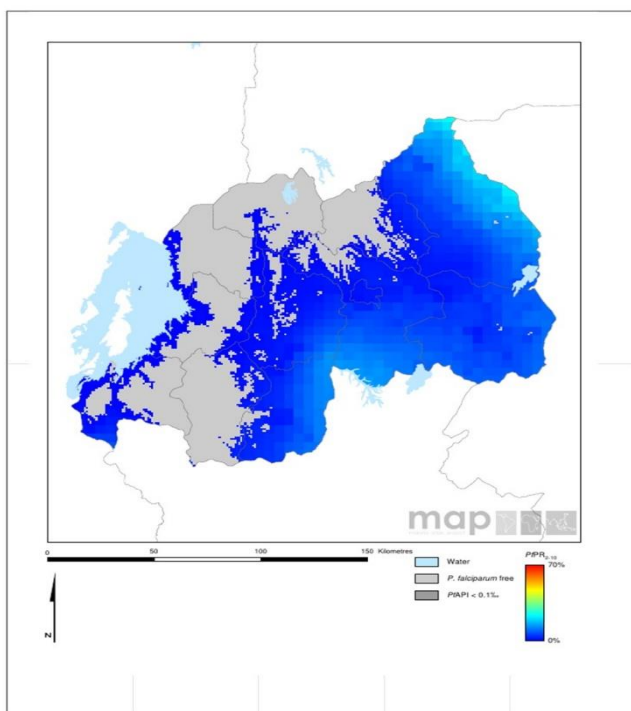 map
0 50 100 150 Kilometres
Water
P. falciparum free
PfAPI < 0.1‰
PfPR2-10
70%
0%
N